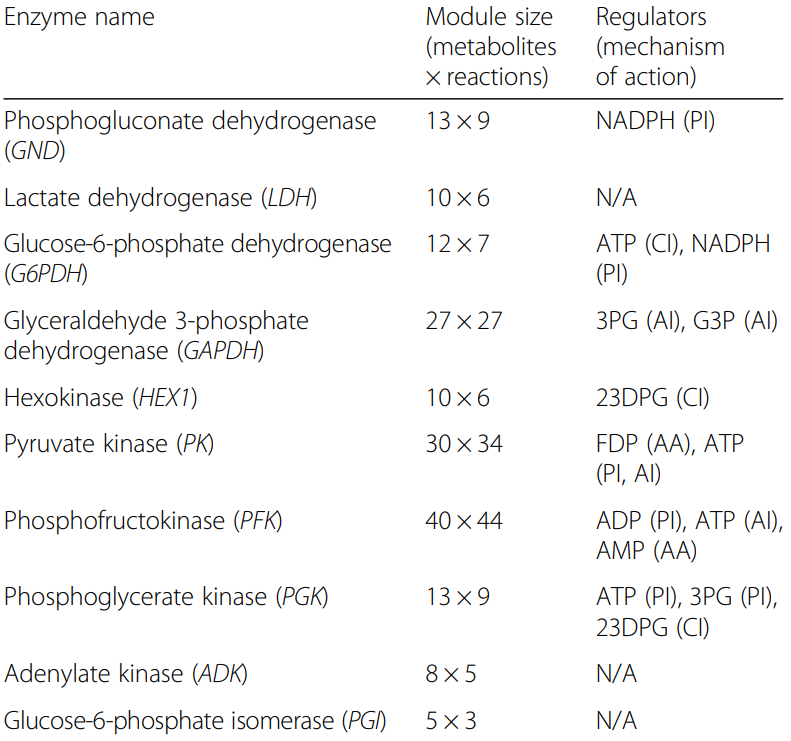 Enzyme name Module size Regulators
(metabolites (mechanism
× reactions) of action)
Phosphogluconate dehydrogenase 13 × 9 NADPH (PI)
(GND)
Lactate dehydrogenase (LDH) 10 × 6 N/A
Glucose-6-phosphate dehydrogenase 12 × 7 ATP (CI), NADPH
(G6PDH) (PI)
Glyceraldehyde 3-phosphate 27 × 27 3PG (AI), G3P (AI)
dehydrogenase (GAPDH)
Hexokinase (HEX1) 10 × 6 23DPG (CI)
Pyruvate kinase (PK) 30 × 34 FDP (AA), ATP
(PI, AI)
Phosphofructokinase (PFK) 40 × 44 ADP (PI), ATP (AI),
AMP (AA)
Phosphoglycerate kinase (PGK) 13 × 9 ATP (PI), 3PG (PI),
23DPG (CI)
Adenylate kinase (ADK) 8 × 5 N/A
Glucose-6-phosphate isomerase (PGI) 5 × 3 N/A